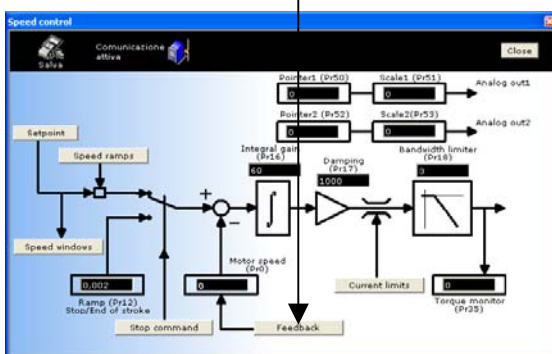 Speed control
Salva
Comunicazione
attiva
Close
Pointer1 (Pr50)
0
Scale1 (Pr51)
0
Analog out1
Pointer2 (Pr52)
0
Scale2(Pr53)
0
Analog out2
Setpoint
Speed ramps
Integral gain
(Pr16)
60
Damping
(Pr17)
1000
Bandwidth limiter
(Pr18)
3
+
−
Speed windows
0,002
Ramp (Pr12)
Stop/End of stroke
Motor speed
(Pr0)
0
Current limits
0
Torque monitor
(Pr35)
Stop command
Feedback